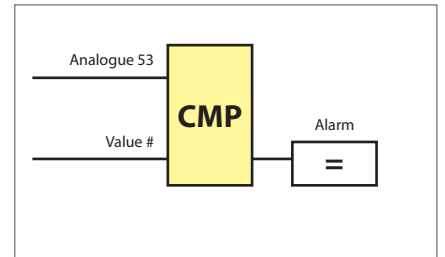 Analogue 53
CMP
Value #
Alarm
=